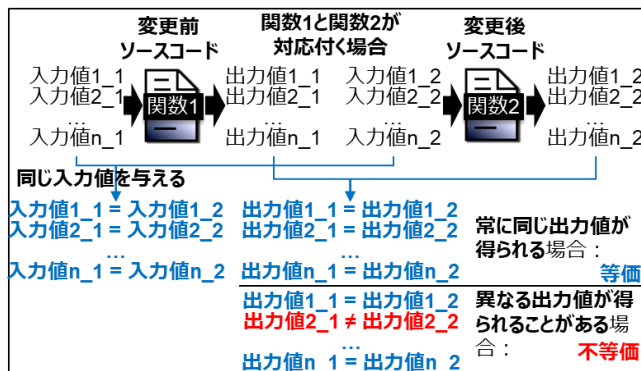 変更前
ソースコード
関数1と関数2が
対応付く場合
変更後
ソースコード
入力値1_1
入力値2_1
…
入力値n_1
関数1
出力値1_1
出力値2_1
…
出力値n_1
入力値1_2
入力値2_2
…
入力値n_2
関数2
出力値1_2
出力値2_2
…
出力値n_2
同じ入力値を与える
入力値1_1 = 入力値1_2
入力値2_1 = 入力値2_2
…
入力値n_1 = 入力値n_2
出力値1_1 = 出力値1_2
出力値2_1 = 出力値2_2
…
出力値n_1 = 出力値n_2
常に同じ出力値が
得られる場合：
等価
出力値1_1 = 出力値1_2
出力値2_1 ≠ 出力値2_2
…
出力値n_1 = 出力値n_2
異なる出力値が得
られることがある場
合：
不等価